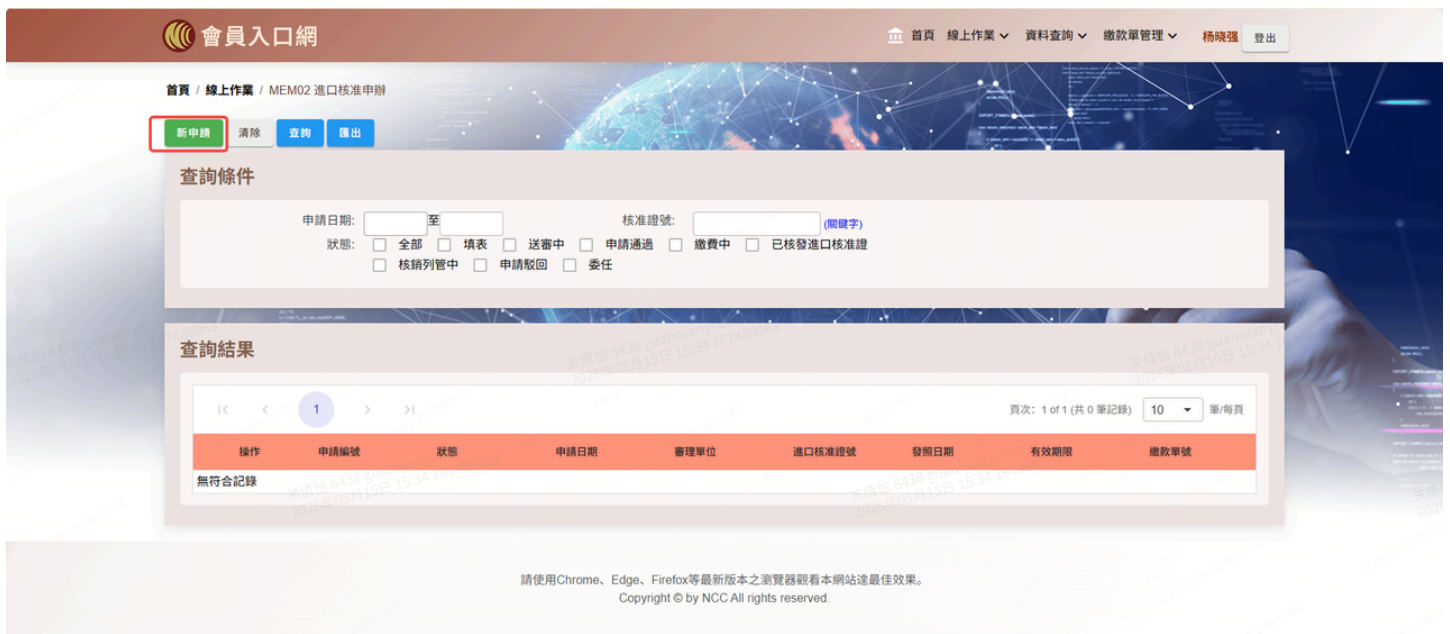 會員入口網
首頁 線上作業 資料查詢 繳款單管理 杨晓强 登出
首頁 / 線上作業 / MEM02 進口核准申辦
新申請 清除 查詢 匯出
查詢條件
申請日期: 至 核准證號: (關鍵字)
狀態: 全部 填表 送審中 申請通過 繳費中 已核發進口核准證
核銷列管中 申請駁回 委任
查詢結果
1 頁次: 1 of 1 (共 0 筆記錄) 10 筆/每頁
操作 申請編號 狀態 申請日期 審理單位 進口核准證號 發照日期 有效期限 繳款單號
無符合記錄
請使用Chrome、Edge、Firefox等最新版本之瀏覽器觀看本網站達最佳效果。
Copyright © by NCC All rights reserved.